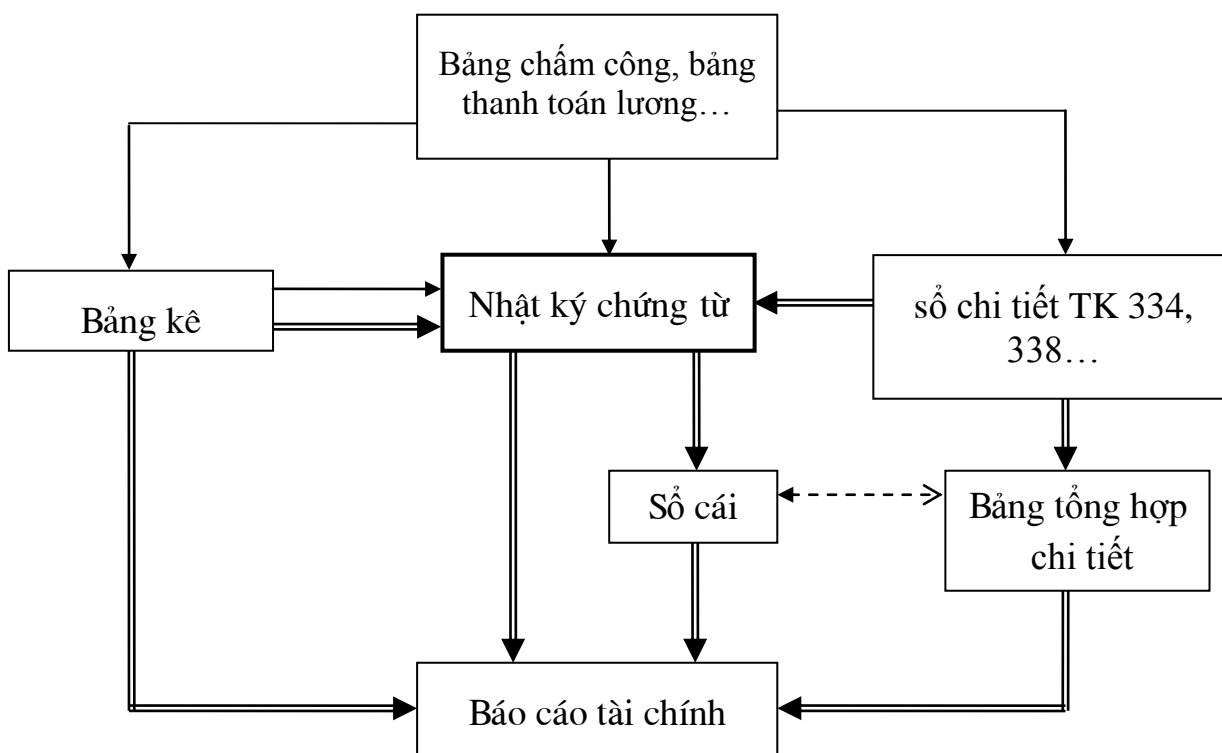 Bảng chấm công, bảng
thanh toán lương…
Bảng kê
Nhật ký chứng từ
sổ chi tiết TK 334,
338…
Sổ cái
Bảng tổng hợp
chi tiết
Báo cáo tài chính